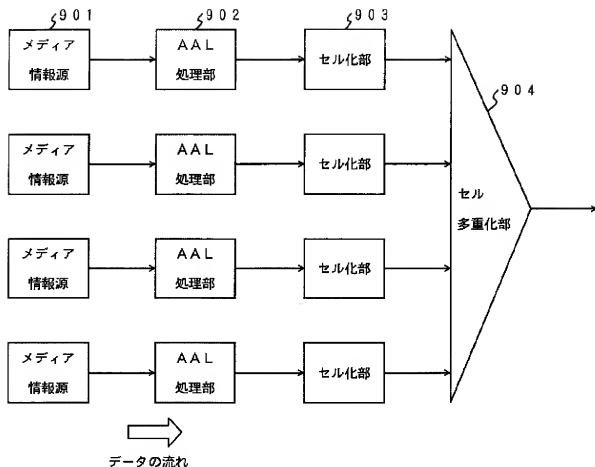 ９０１
９０２
９０３
メディア
情報源
ＡＡＬ
処理部
セル化部
９０４
メディア
情報源
ＡＡＬ
処理部
セル化部
セル
多重化部
メディア
情報源
ＡＡＬ
処理部
セル化部
メディア
情報源
ＡＡＬ
処理部
セル化部
データの流れ